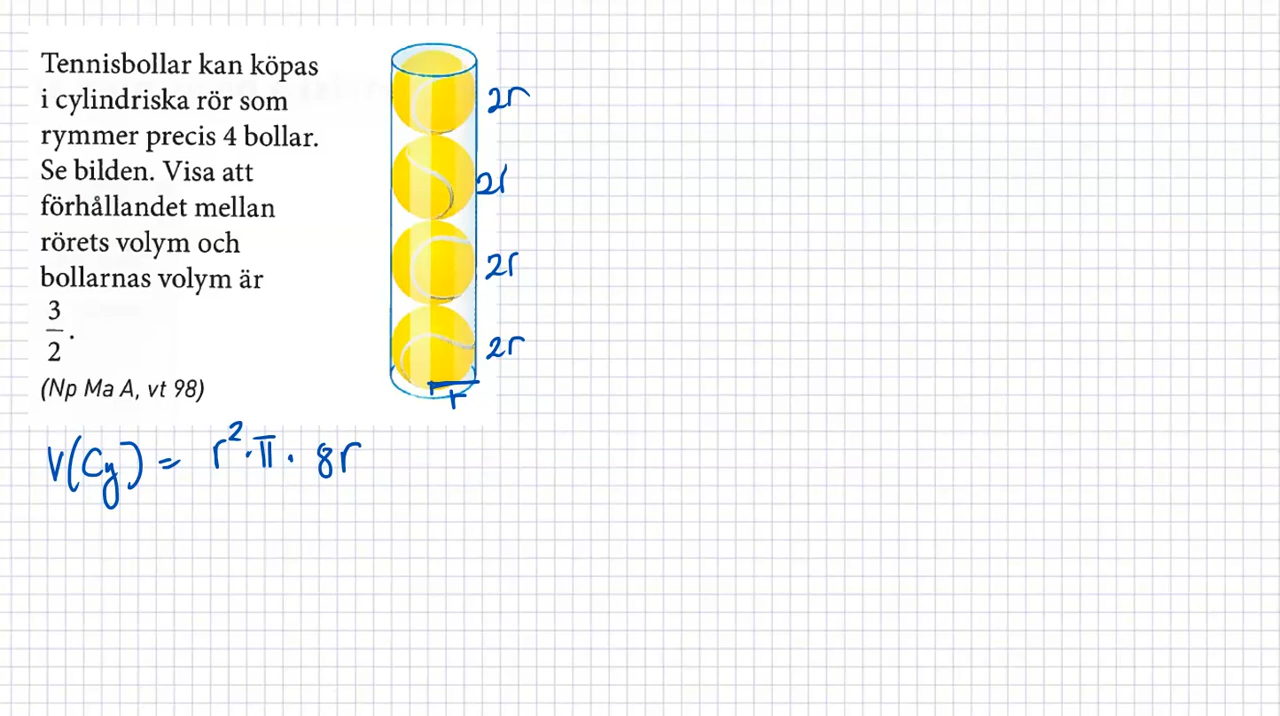 Tennisbollar kan köpas
i cylindriska rör som
rymmer precis 4 bollar.
Se bilden. Visa att
förhållandet mellan
rörets volym och
bollarnas volym är
3
2 .
(Np Ma A, vt 98)
2r
2r
2r
2r
r
V(Cy) = r²·π · 8r